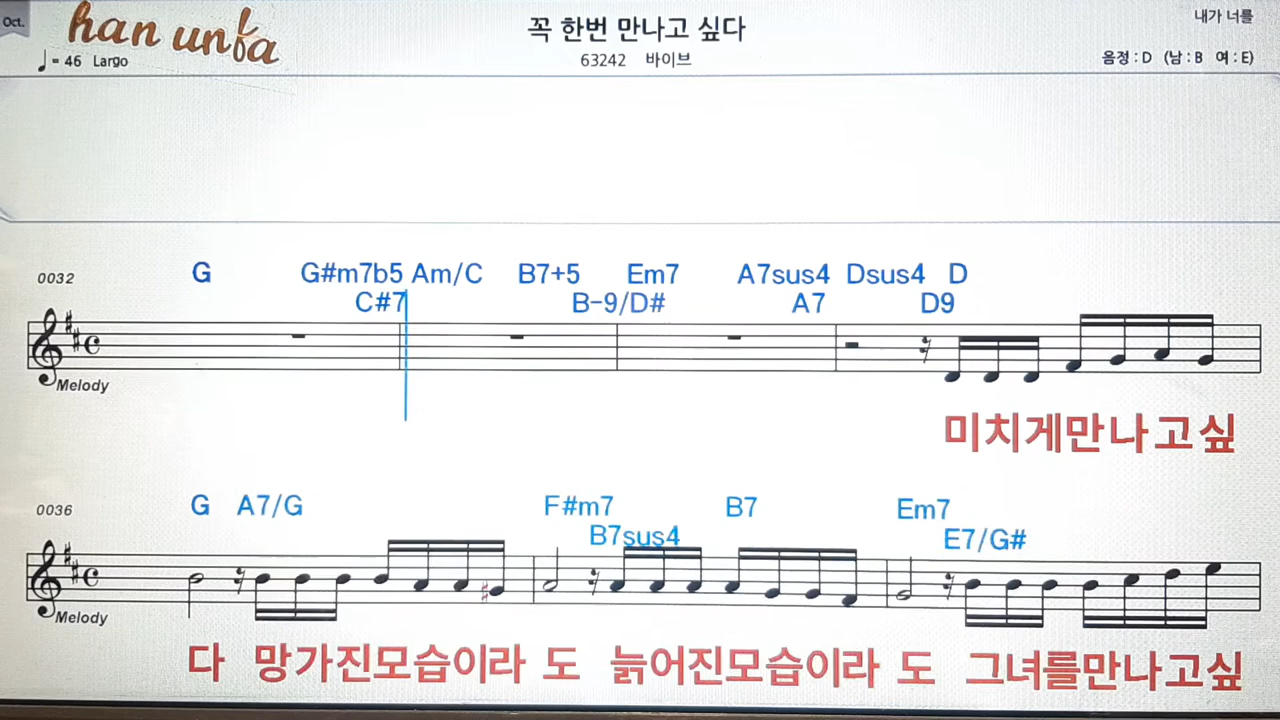 Oct.
han unfa
꼭 한번 만나고 싶다
내가 너를
♩= 46 Largo
63242 바이브
음정 : D (남 : B 여 : E)
0032
G G#m7b5 Am/C B7+5 Em7 A7sus4 Dsus4 D
C#7 B-9/D# A7 D9
Melody
미치게만나고싶
0036
G A7/G F#m7 B7 Em7
B7sus4 E7/G#
Melody
다 망가진모습이라 도 늙어진모습이라 도 그녀를만나고싶